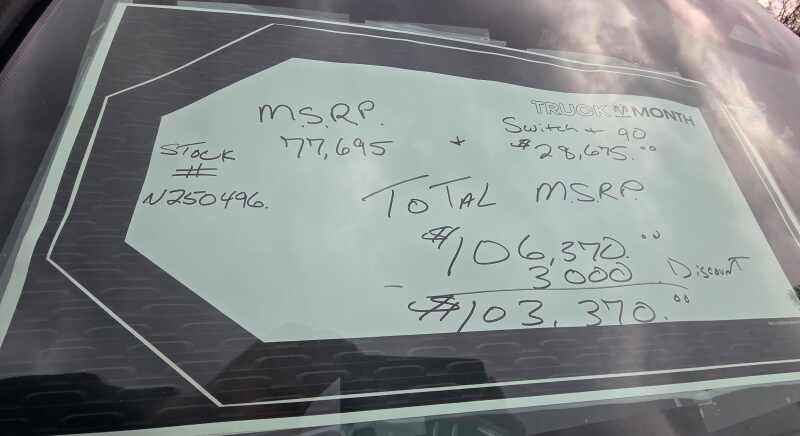 TRUCK MONTH
M.S.R.P.
77,695 + Switch + 90
$28,675.00
STOCK
#
N250496.
TOTAL M.S.R.P.
$106,370.00
- 3000 Discount
$103,370.00